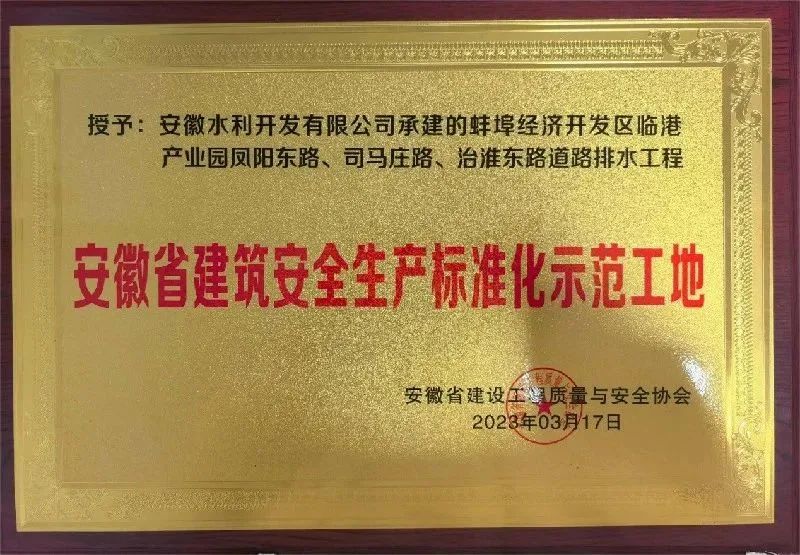 授予：安徽水利开发有限公司承建的蚌埠经济开发区临港
产业园凤阳东路、司马庄路、治淮东路道路排水工程
安徽省建筑安全生产标准化示范工地
安徽省建设工程质量与安全协会
2023年03月17日